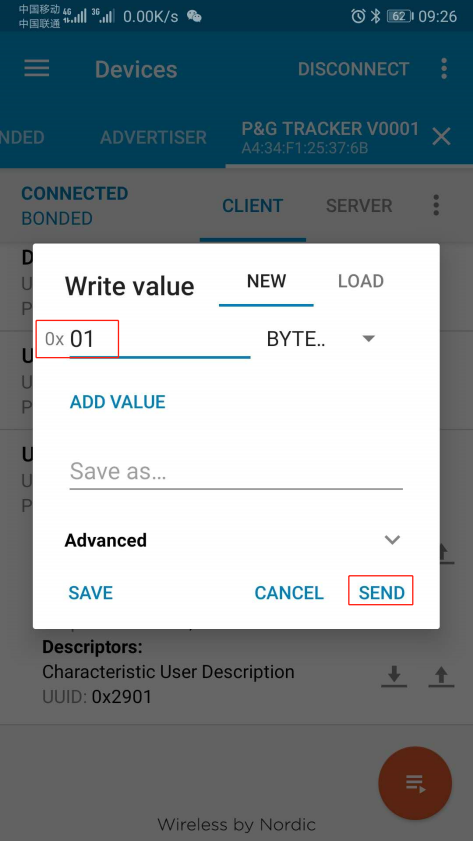 中国移动 4G 3G 0.00K/s 62 09:26
中国联通
Devices DISCONNECT
NDED ADVERTISER P&G TRACKER V0001
A4:34:F1:25:37:6B
CONNECTED CLIENT SERVER
BONDED
D
U
P
Write value NEW LOAD
0x 01 BYTE..
U
U
P
ADD VALUE
U
Save as...
U
P
Advanced
SAVE CANCEL SEND
Descriptors:
Characteristic User Description
UUID: 0x2901
Wireless by Nordic